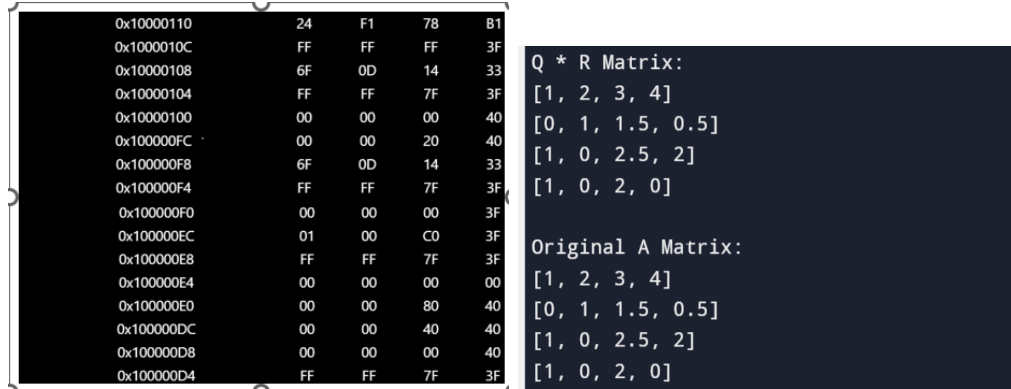 0x10000110 24 F1 78 B1
0x1000010C FF FF FF 3F
0x10000108 6F 0D 14 33
0x10000104 FF FF 7F 3F
0x10000100 00 00 00 40
0x100000FC 00 00 20 40
0x100000F8 6F 0D 14 33
0x100000F4 FF FF 7F 3F
0x100000F0 00 00 00 3F
0x100000EC 01 00 C0 3F
0x100000E8 FF FF 7F 3F
0x100000E4 00 00 00 00
0x100000E0 00 00 80 40
0x100000DC 00 00 40 40
0x100000D8 00 00 00 40
0x100000D4 FF FF 7F 3F
Q * R Matrix:
[1, 2, 3, 4]
[0, 1, 1.5, 0.5]
[1, 0, 2.5, 2]
[1, 0, 2, 0]
Original A Matrix:
[1, 2, 3, 4]
[0, 1, 1.5, 0.5]
[1, 0, 2.5, 2]
[1, 0, 2, 0]